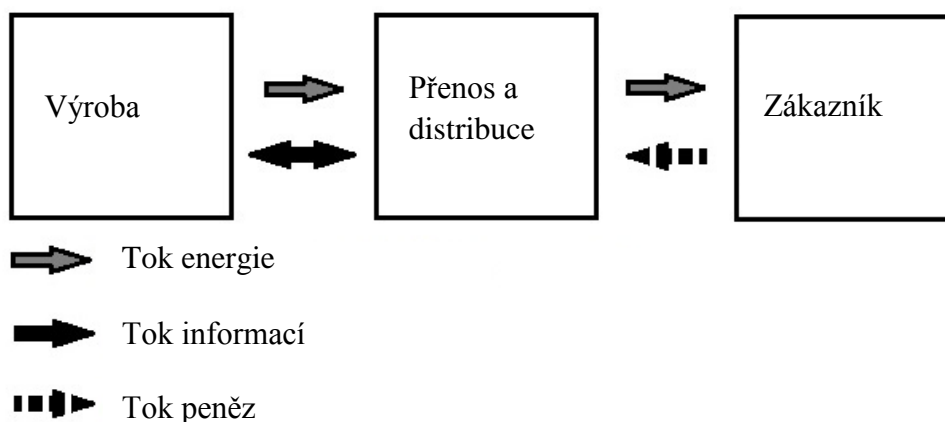 Výroba
Přenos a
distribuce
Zákazník
Tok energie
Tok informací
Tok peněz